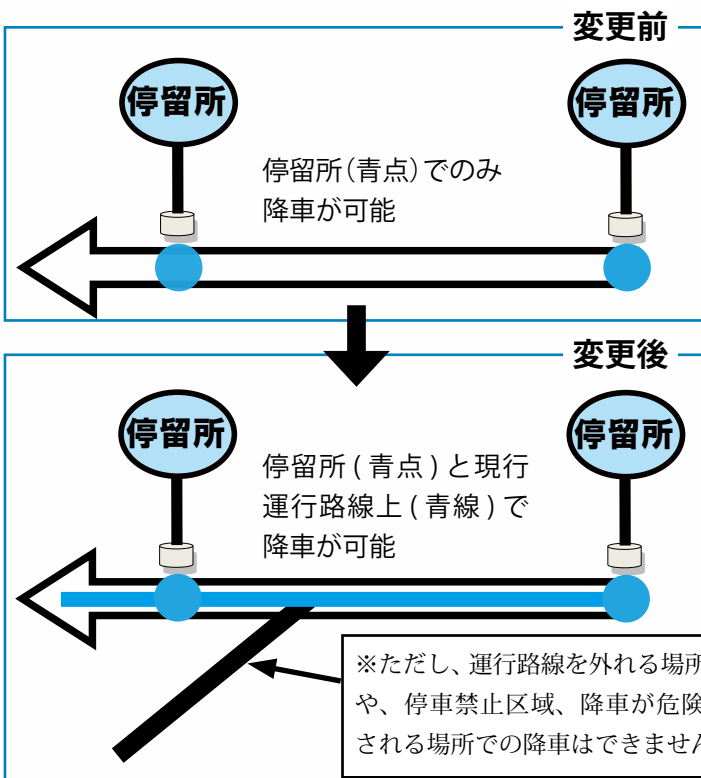 変更前
停留所
停留所
停留所（青点）でのみ
降車が可能
変更後
停留所
停留所
停留所(青点)と現行
運行路線上(青線)で
降車が可能
※ただし、運行路線を外れる場所
や、停車禁止区域、降車が危険
される場所での降車はできません